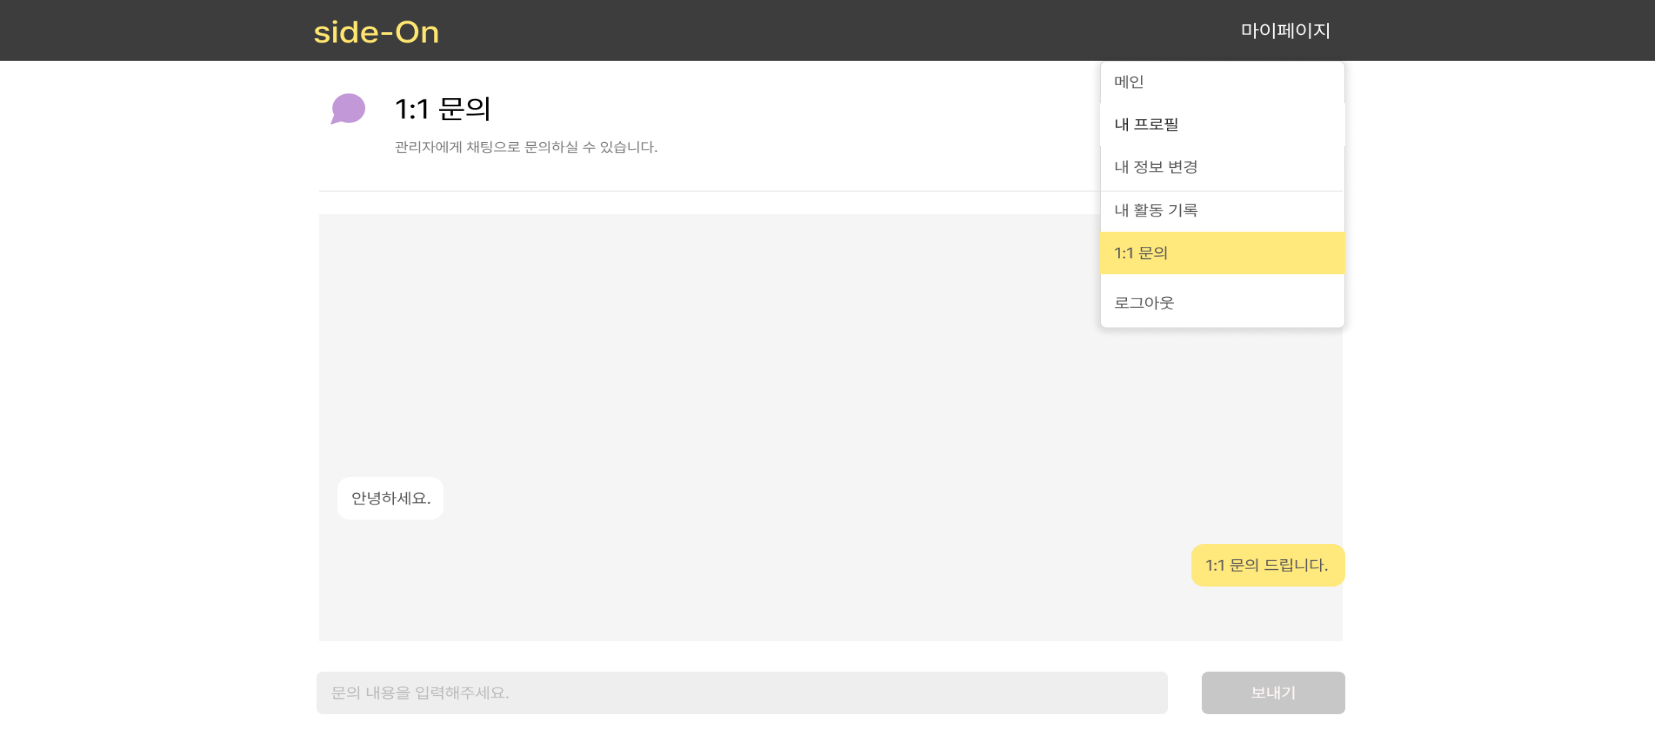 side-On
마이페이지
1:1 문의
관리자에게 채팅으로 문의하실 수 있습니다.
메인
내 프로필
내 정보 변경
내 활동 기록
1:1 문의
로그아웃
안녕하세요.
1:1 문의 드립니다.
문의 내용을 입력해주세요.
보내기